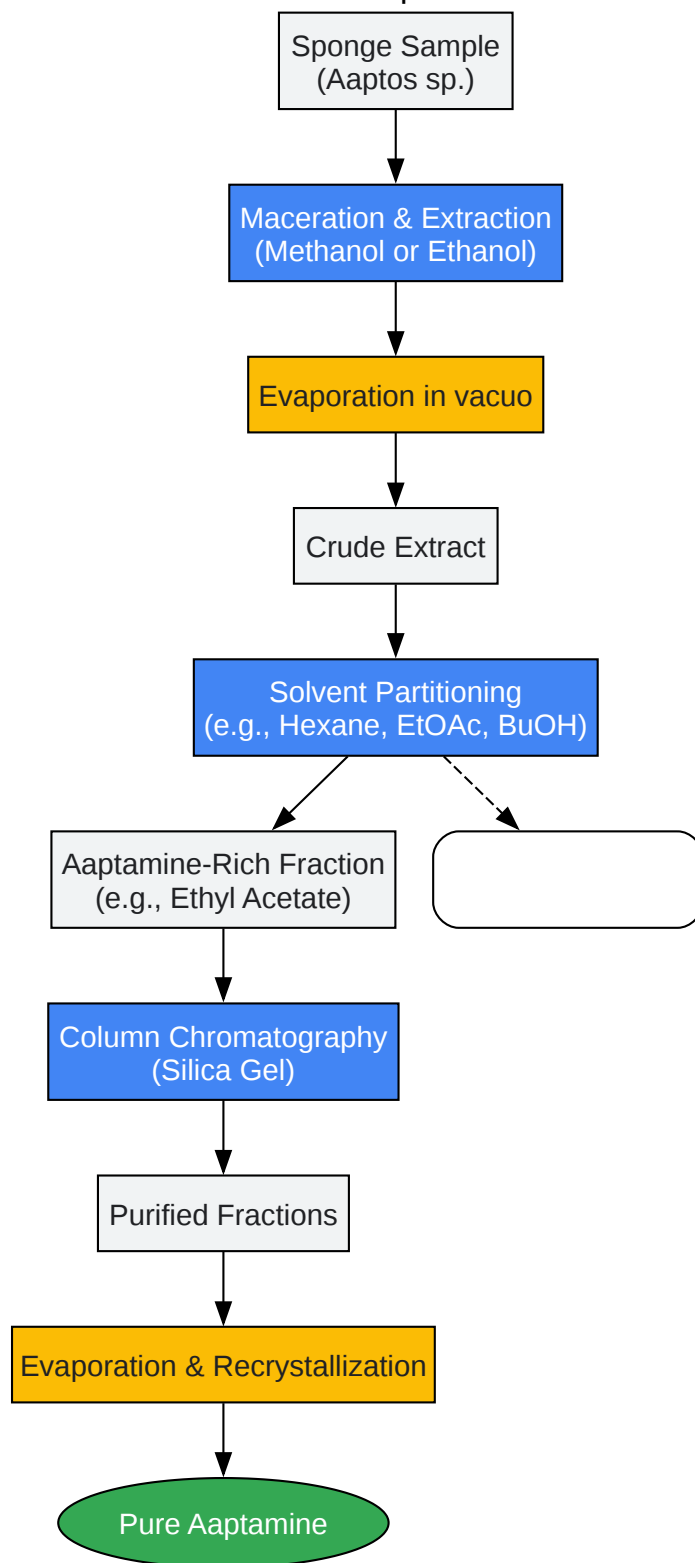 Sponge Sample
(Aaptos sp.)
Maceration & Extraction
(Methanol or Ethanol)
Evaporation in vacuo
Crude Extract
Solvent Partitioning
(e.g., Hexane, EtOAc, BuOH)
Aaptamine-Rich Fraction
(e.g., Ethyl Acetate)
Column Chromatography
(Silica Gel)
Purified Fractions
Evaporation & Recrystallization
Pure Aaptamine